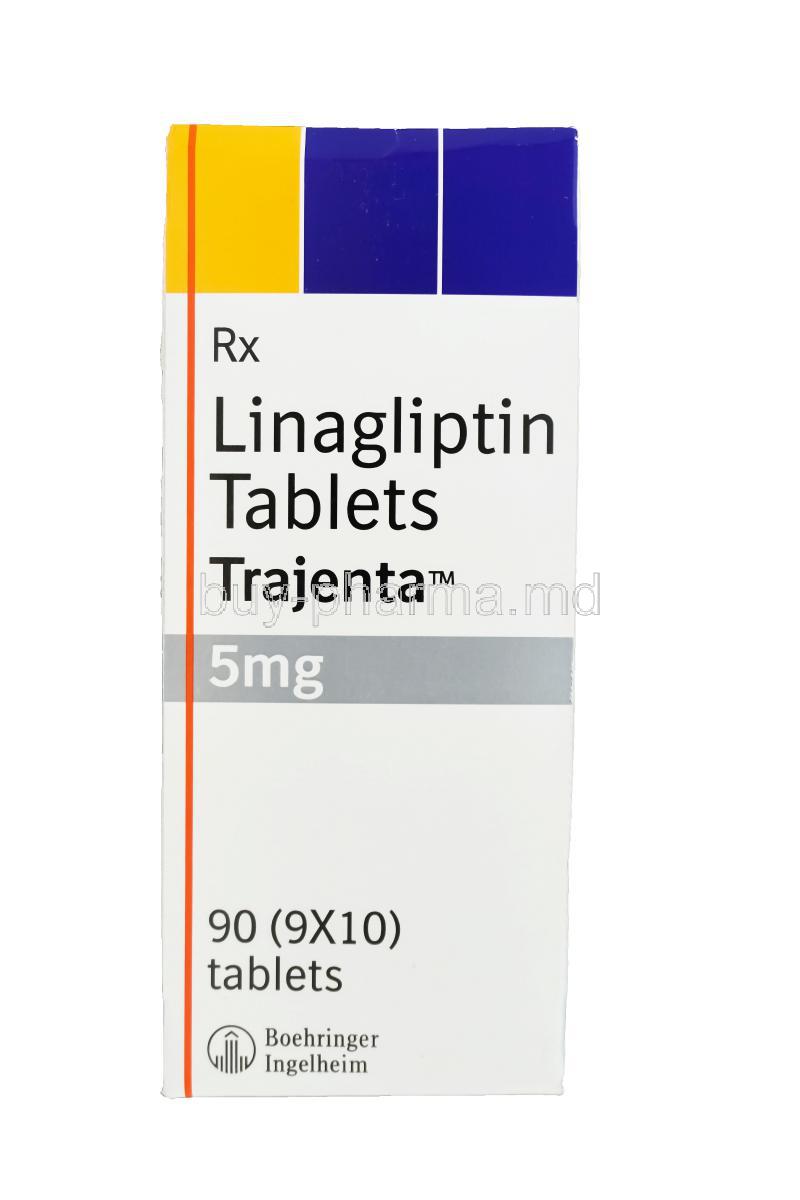 Rx
Linagliptin
Tablets
Trajenta™
buy-pharma.md
5mg
90 (9X10)
tablets
Boehringer
Ingelheim